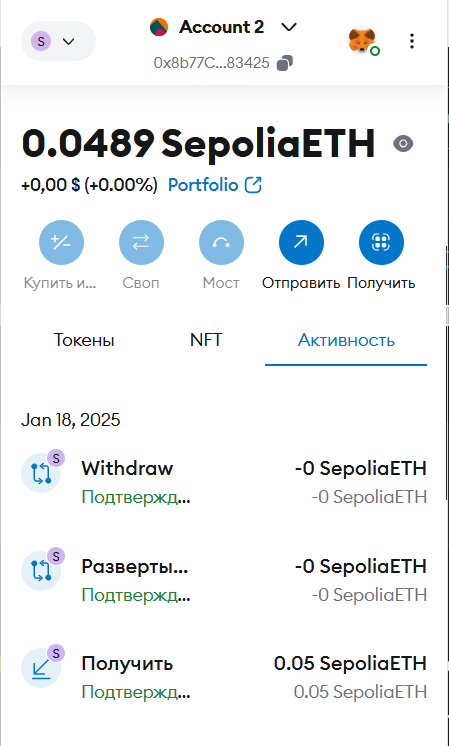 S
Account 2
0x8b77C...83425
0.0489 SepoliaETH
+0,00 $ (+0.00%) Portfolio
Купить и... Своп Мост Отправить Получить
Токены NFT Активность
Jan 18, 2025
S
Withdraw -0 SepoliaETH
Подтвержд... -0 SepoliaETH
S
Разверты... -0 SepoliaETH
Подтвержд... -0 SepoliaETH
S
Получить 0.05 SepoliaETH
Подтвержд... 0.05 SepoliaETH